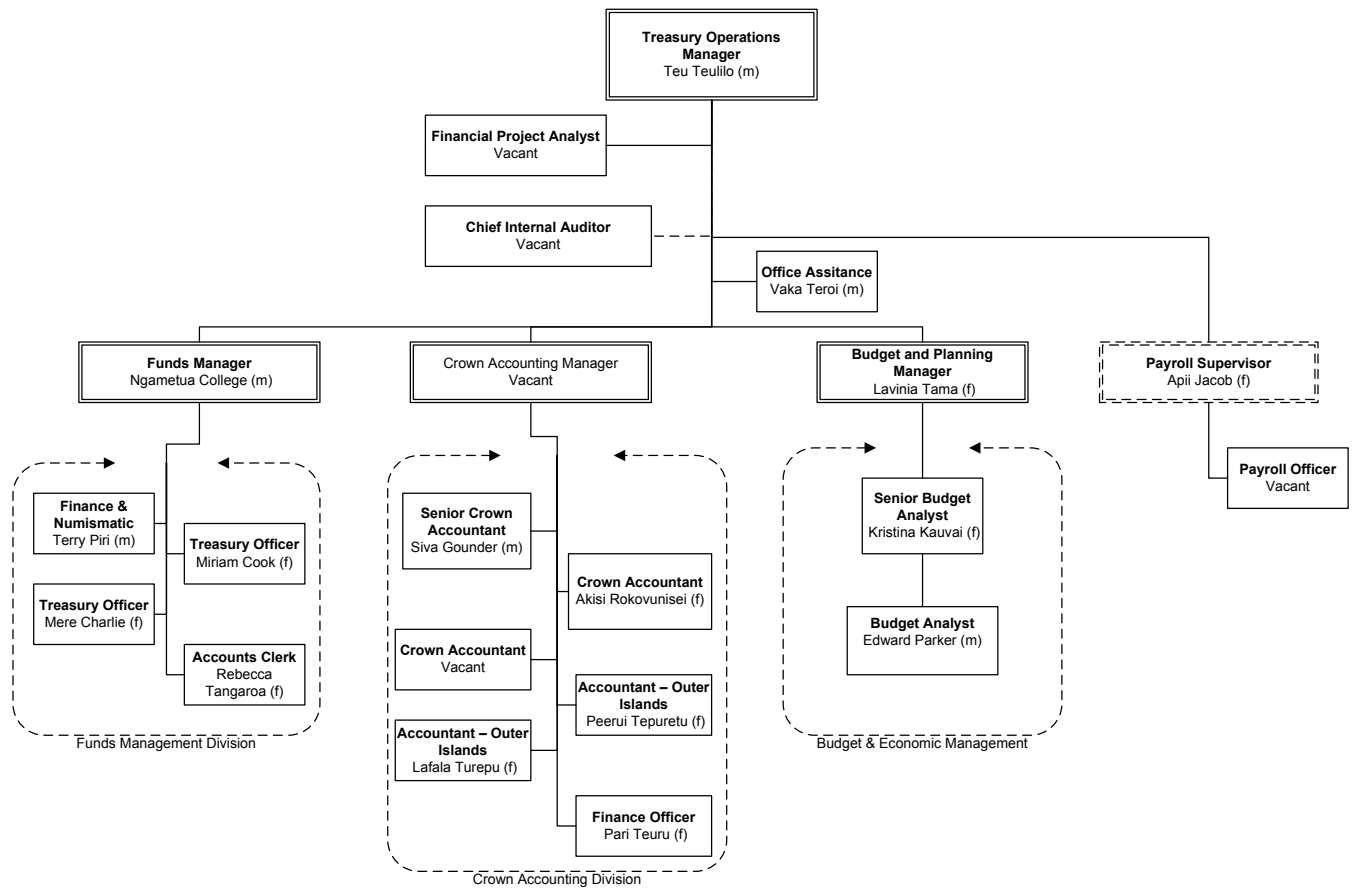 Treasury Operations
Manager
Teu Teulilo (m)
Financial Project Analyst
Vacant
Chief Internal Auditor
Vacant
Office Assitance
Vaka Teroi (m)
Funds Manager
Ngametua College (m)
Crown Accounting Manager
Vacant
Budget and Planning
Manager
Lavinia Tama (f)
Payroll Supervisor
Apii Jacob (f)
Payroll Officer
Vacant
Finance &
Numismatic
Terry Piri (m)
Treasury Officer
Miriam Cook (f)
Treasury Officer
Mere Charlie (f)
Accounts Clerk
Rebecca
Tangaroa (f)
Funds Management Division
Senior Crown
Accountant
Siva Gounder (m)
Crown Accountant
Akisi Rokovunisei (f)
Crown Accountant
Vacant
Accountant – Outer
Islands
Peerui Tepuretu (f)
Accountant – Outer
Islands
Lafala Turepu (f)
Finance Officer
Pari Teuru (f)
Crown Accounting Division
Senior Budget
Analyst
Kristina Kauvai (f)
Budget Analyst
Edward Parker (m)
Budget & Economic Management